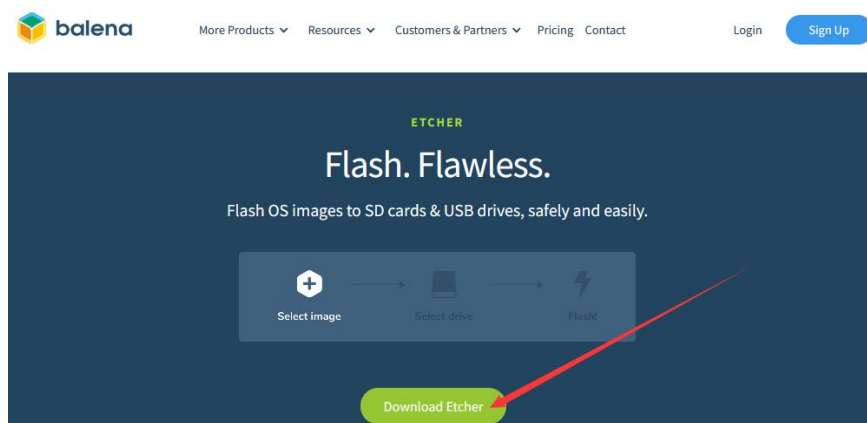 balena More Products Resources Customers & Partners Pricing Contact Login Sign Up
ETCHER
Flash. Flawless.
Flash OS images to SD cards & USB drives, safely and easily.
Select image Select drive Flash!
Download Etcher